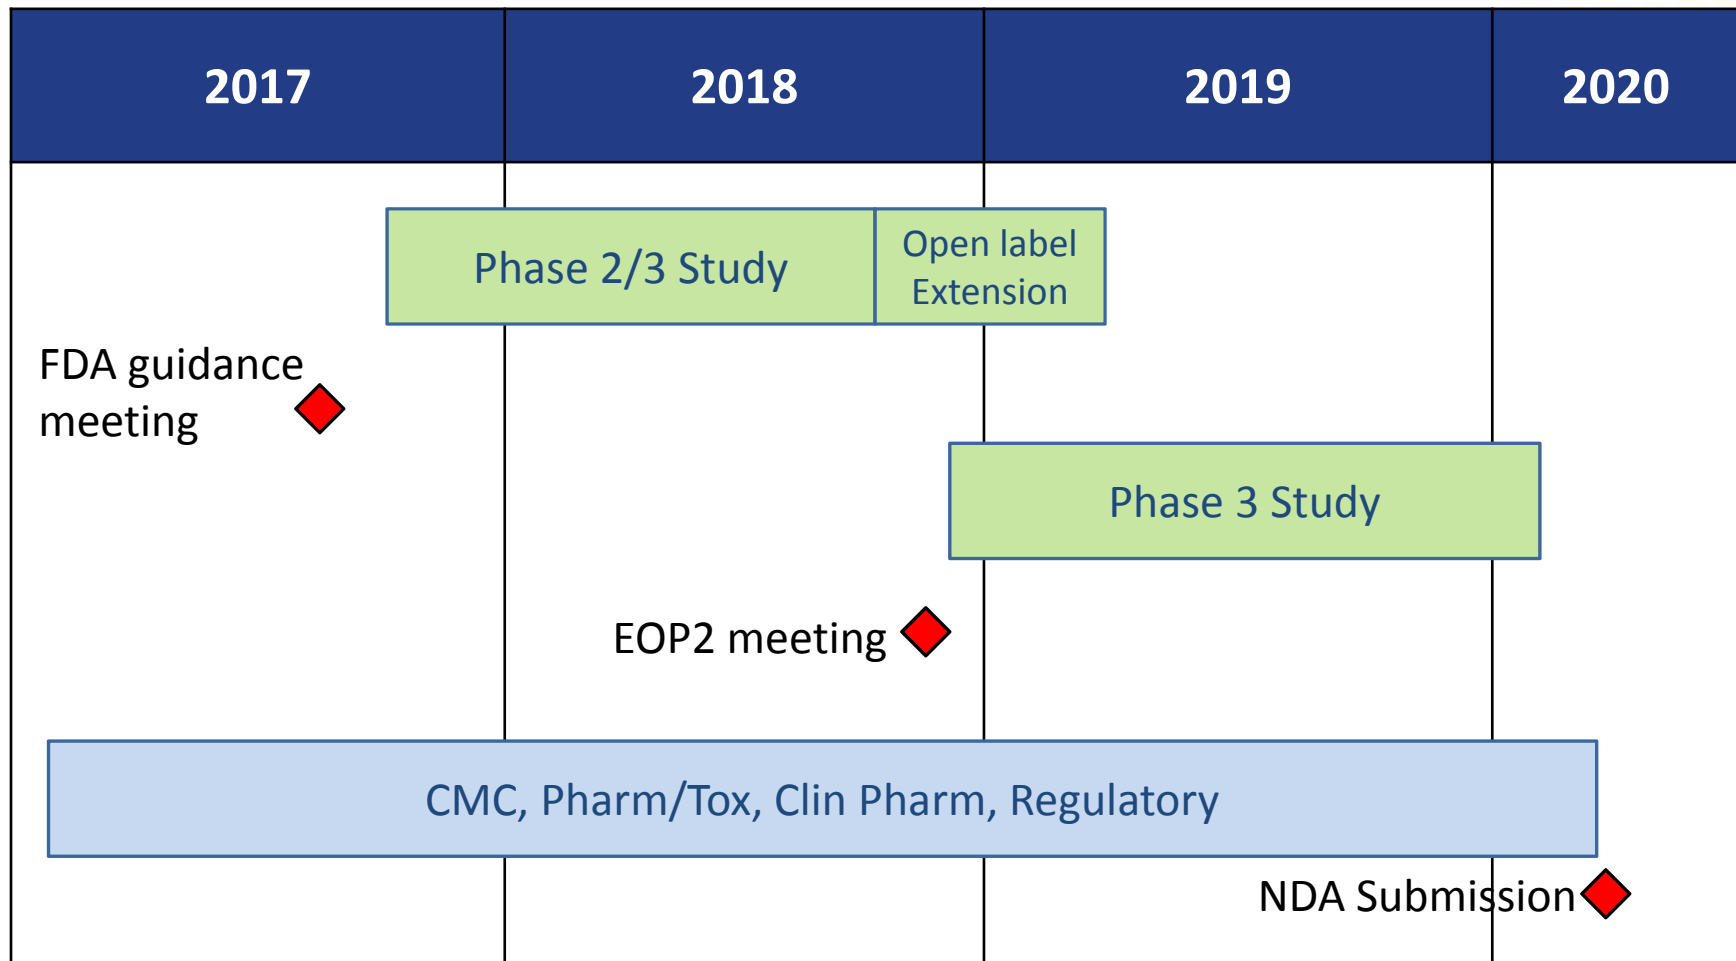 2017
2018
2019
2020
Phase 2/3 Study
Open label
Extension
FDA guidance
meeting
Phase 3 Study
EOP2 meeting
CMC, Pharm/Tox, Clin Pharm, Regulatory
NDA Submission